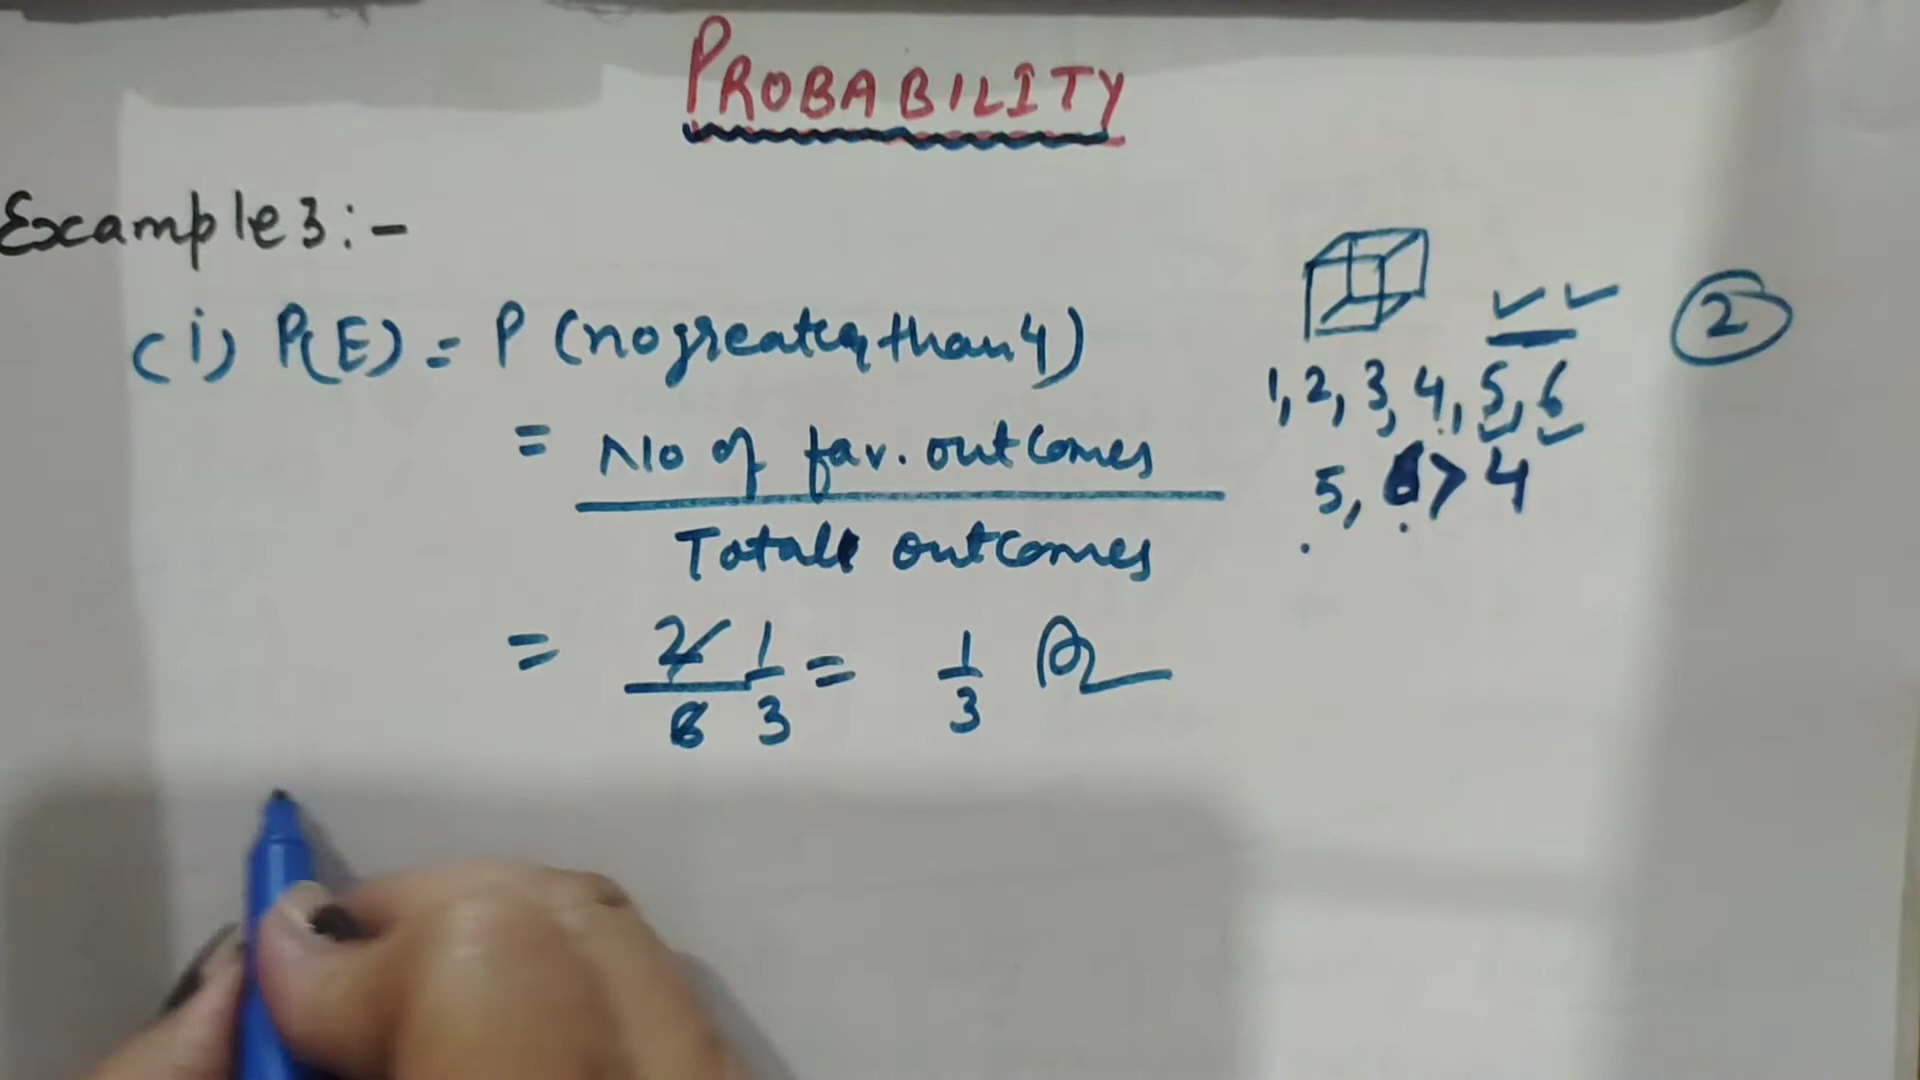 PROBABILITY
Example 3:-
(i) P(E) = P (no greater than 4)
= No of fav. outcomes
Total outcomes
= 2/6 1/3 = 1/3
1, 2, 3, 4, 5, 6
5, 6 > 4
2